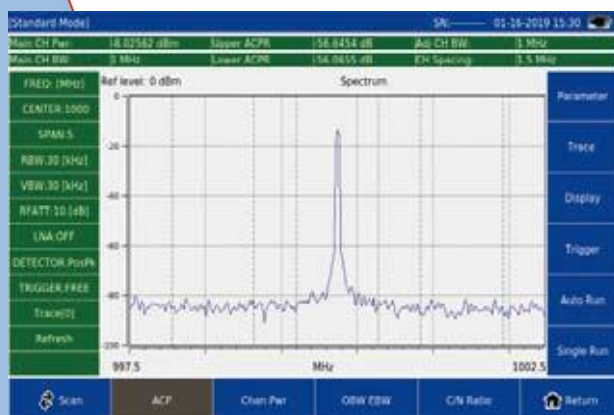 [Standard Mode]
SN:------ 01-16-2019 15:30
Main CH Pwr: -8.02562 dBm Upper ACPR -56.6454 dB Adj CH BW: 1 MHz
Main CH BW: MHz Lower ACPR -56.0655 dB CH Spacing: 1.5 MHz
FREQ: [MHz]
CENTER:1000
SPAN:5
RBW:30 [kHz]
VBW:30 [kHz]
RFATT:10 [dB]
LNA:OFF
DETECTOR:PosPk
TRIGGER:FREE
Trace[0]
Refresh
Ref level: 0 dBm Spectrum
0
-20
-40
-60
-80
-100
997.5 MHz 1002.5
Parameter
Trace
Display
Trigger
Auto Run
Single Run
Scan ACP Chan Pwr OBW EBW C/N Ratio Return